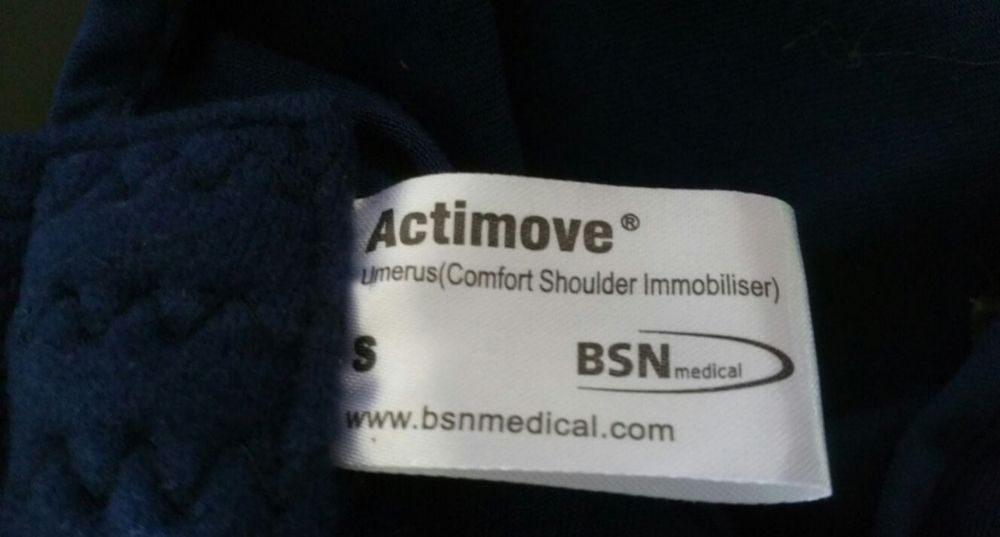 Actimove®
Umerus(Comfort Shoulder Immobiliser)
S
BSN medical
www.bsnmedical.com